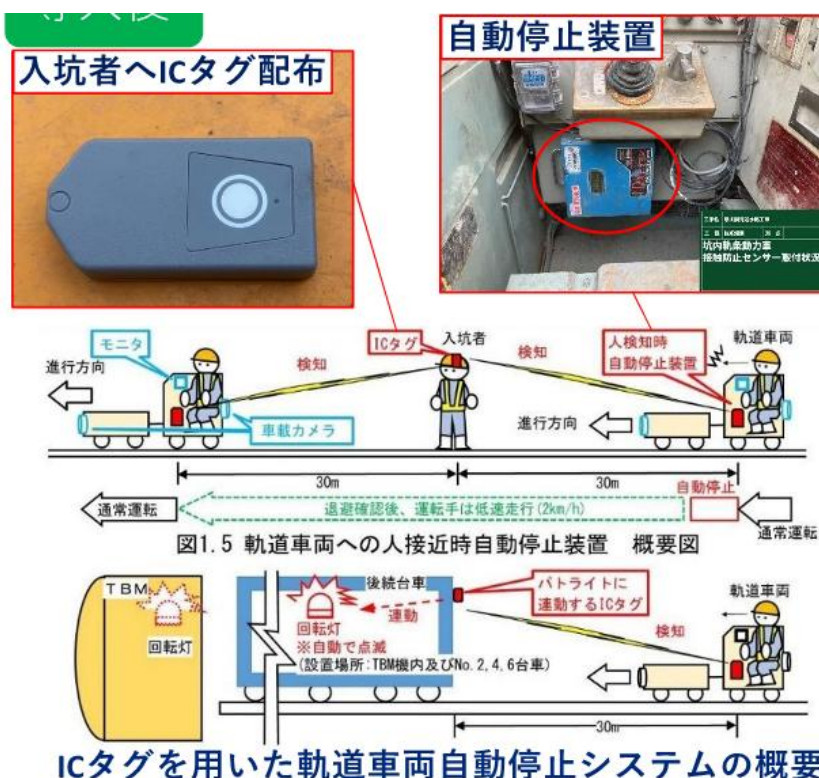 導入後
入坑者へICタグ配布
自動停止装置
坑内軌条動力車
接触防止センサー取付状況
ICタグ
入坑者
モニタ
検知
検知
人検知時
自動停止装置
軌道車両
進行方向
車載カメラ
進行方向
30m
30m
通常運転
退避確認後、運転手は低速走行(2km/h)
自動停止
通常運転
図1.5 軌道車両への人接近時自動停止装置 概要図
TBM
回転灯
後続台車
連動
回転灯
※自動で点滅
(設置場所:TBM機内及びNo.2,4,6台車)
パトライトに
連動するICタグ
検知
軌道車両
30m
ICタグを用いた軌道車両自動停止システムの概要